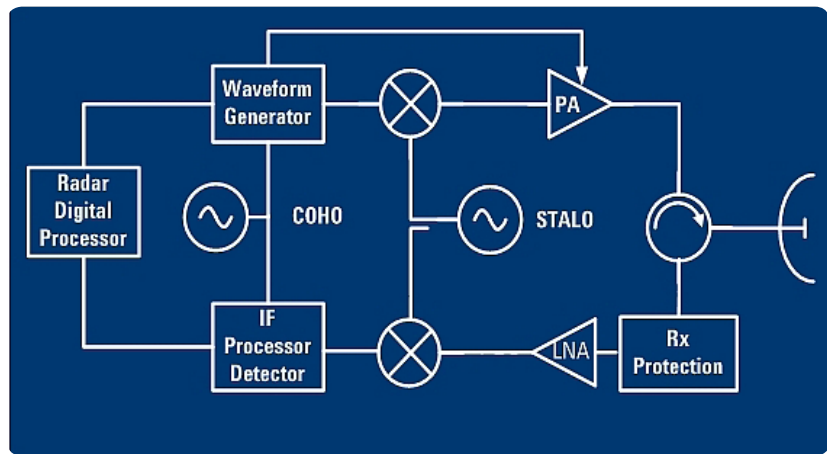 Waveform
Generator
PA
Radar
Digital
Processor
COHO
STALO
IF
Processor
Detector
LNA
Rx
Protection